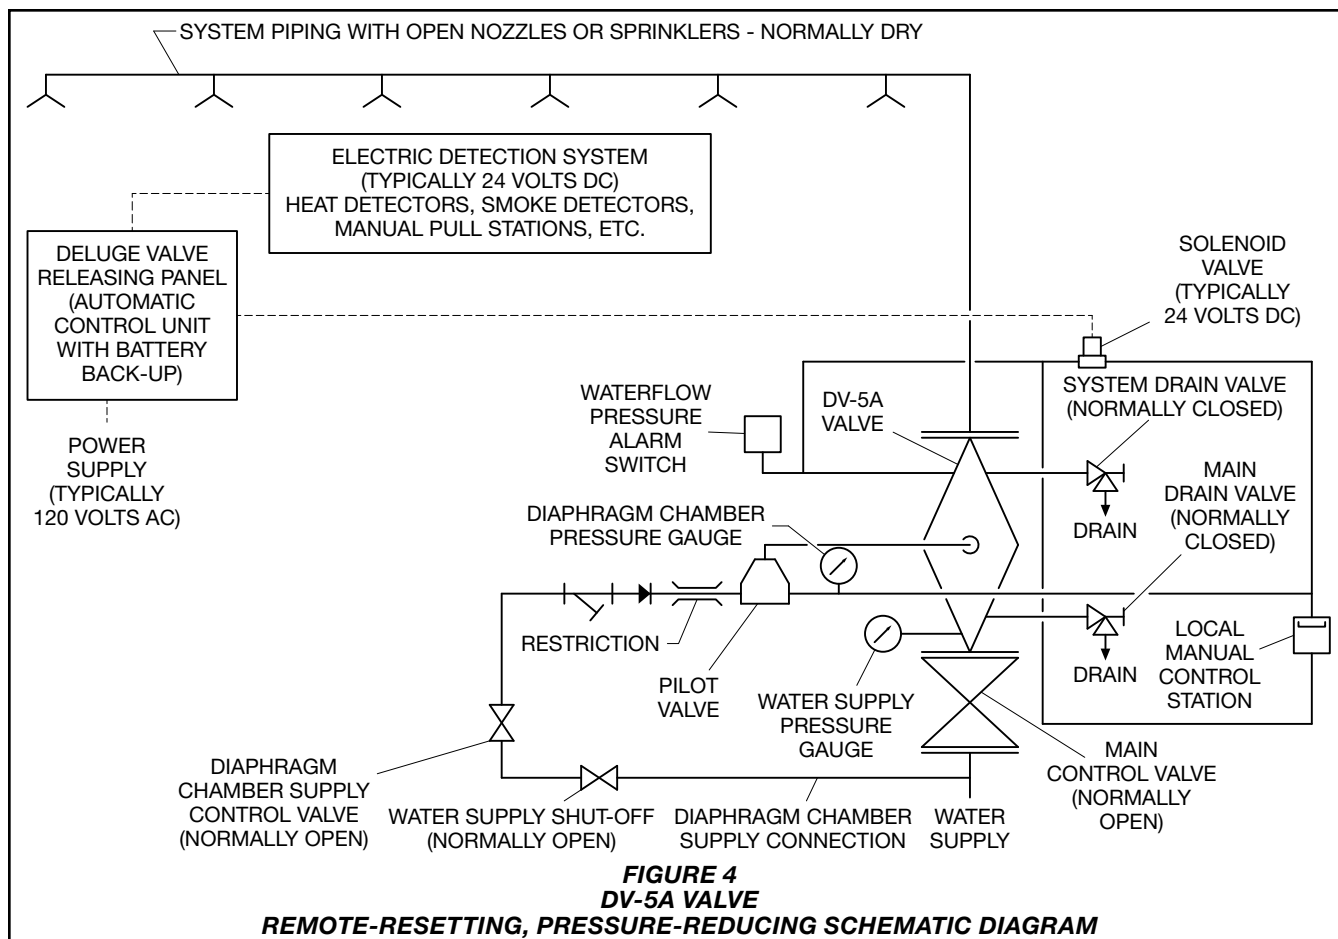 SYSTEM PIPING WITH OPEN NOZZLES OR SPRINKLERS - NORMALLY DRY
ELECTRIC DETECTION SYSTEM
(TYPICALLY 24 VOLTS DC)
HEAT DETECTORS, SMOKE DETECTORS,
MANUAL PULL STATIONS, ETC.
DELUGE VALVE
RELEASING PANEL
(AUTOMATIC
CONTROL UNIT
WITH BATTERY
BACK-UP)
POWER
SUPPLY
(TYPICALLY
120 VOLTS AC)
SOLENOID
VALVE
(TYPICALLY
24 VOLTS DC)
WATERFLOW
PRESSURE
ALARM
SWITCH
DV-5A
VALVE
SYSTEM DRAIN VALVE
(NORMALLY CLOSED)
DRAIN
MAIN
DRAIN VALVE
(NORMALLY
CLOSED)
DIAPHRAGM CHAMBER
PRESSURE GAUGE
RESTRICTION
PILOT
VALVE
WATER SUPPLY
PRESSURE
GAUGE
DRAIN
LOCAL
MANUAL
CONTROL
STATION
DIAPHRAGM
CHAMBER SUPPLY
CONTROL VALVE
(NORMALLY OPEN)
WATER SUPPLY SHUT-OFF
(NORMALLY OPEN)
DIAPHRAGM CHAMBER
SUPPLY CONNECTION
WATER
SUPPLY
MAIN
CONTROL VALVE
(NORMALLY
OPEN)
FIGURE 4
DV-5A VALVE
REMOTE-RESETTING, PRESSURE-REDUCING SCHEMATIC DIAGRAM